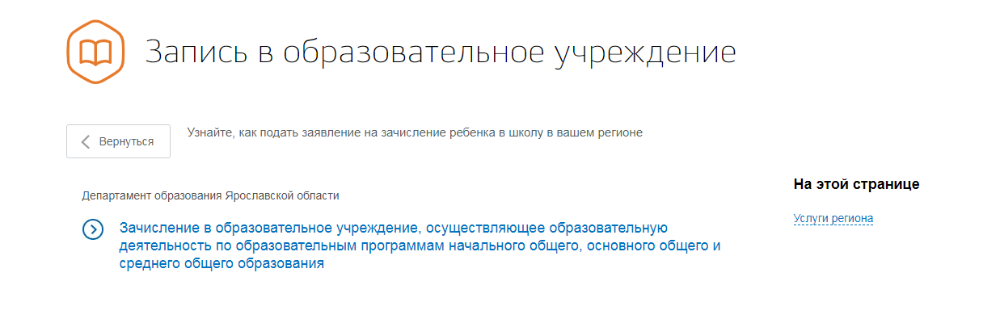 Запись в образовательное учреждение
Вернуться
Узнайте, как подать заявление на зачисление ребенка в школу в вашем регионе
Департамент образования Ярославской области
Зачисление в образовательное учреждение, осуществляющее образовательную
деятельность по образовательным программам начального общего, основного общего и
среднего общего образования
На этой странице
Услуги региона